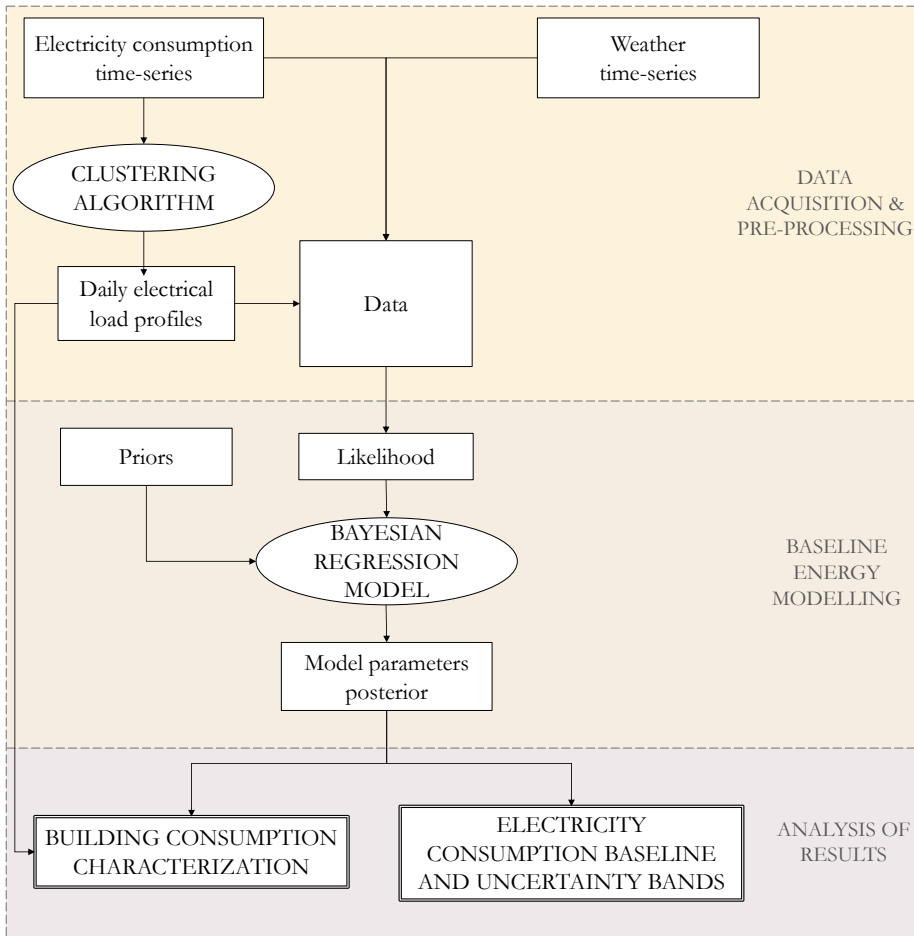 Electricity consumption
time-series
Weather
time-series
CLUSTERING
ALGORITHM
DATA
ACQUISITION &
PRE-PROCESSING
Daily electrical
load profiles
Data
Priors
Likelihood
BAYESIAN
REGRESSION
MODEL
BASELINE
ENERGY
MODELLING
Model parameters
posterior
BUILDING CONSUMPTION
CHARACTERIZATION
ELECTRICITY
CONSUMPTION BASELINE
AND UNCERTAINTY BANDS
ANALYSIS OF
RESULTS